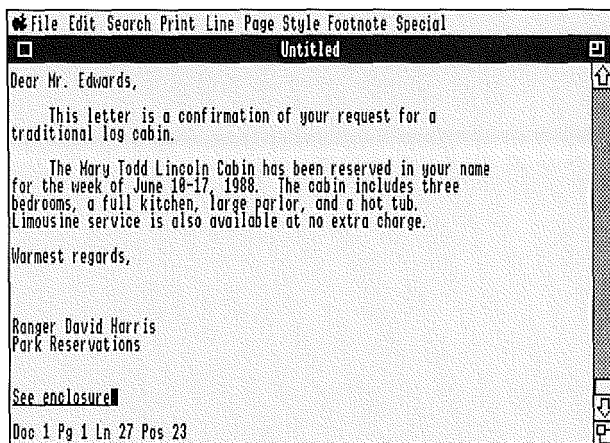 File Edit Search Print Line Page Style Footnote Special
Untitled
Dear Mr. Edwards,
This letter is a confirmation of your request for a
traditional log cabin.
The Mary Todd Lincoln Cabin has been reserved in your name
for the week of June 10-17, 1988. The cabin includes three
bedrooms, a full kitchen, large parlor, and a hot tub.
Limousine service is also available at no extra charge.
Warmest regards,
Ranger David Harris
Park Reservations
See enclosure
Doc 1 Pg 1 Ln 27 Pos 23